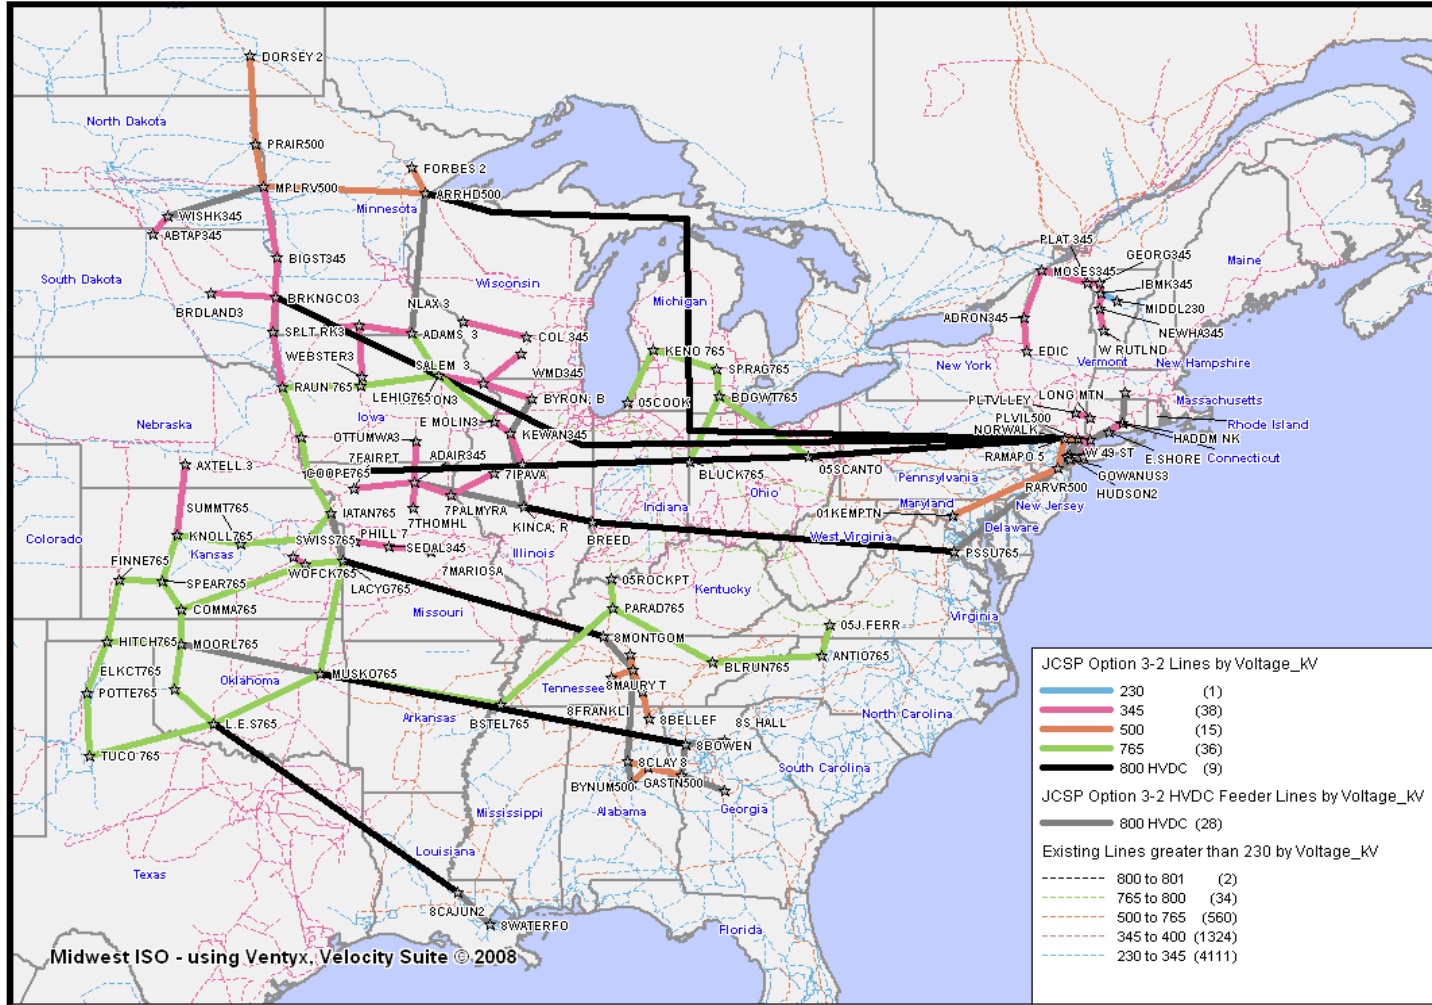 DORSEY 2
North Dakota
PRAIR500
FORBES 2
MPLRV500
ARRHD500
Minnesota
WISHK345
ABTAP345
PLAT 345
GEORG345
BIGST345
MOSES345
Maine
South Dakota
Wisconsin
IBMK345
BRKNGCO3
NLAX 3
Michigan
MIDDL230
BRDLAND3
ADRON345
NEWHA345
SPLT RK3
ADAMS 3
COL 345
W RUTLND
KENO 765
EDIC
WEBSTER3
SALEM 3
WMD345
SPRAG765
New York
Vermont
New Hampshire
RAUN 765
LEHIG765
BYRON; B
05COOK
BDGWT765
PLTVLLEY
LONG MTN
Massachusetts
Iowa
E MOLIN3
PLVIL500
Rhode Island
Nebraska
OTTUMWA3
KEWAN345
NORWALK
HADDM NK
7FAIRPT
ADAIR345
RAMAPO 5
W 49 ST
E.SHORE
Connecticut
AXTELL.3
COOPE765
7IPAVA
BLUCK765
05SCANTO
Pennsylvania
GOWANUS3
RARVR500
HUDSON2
SUMMT765
7PALMYRA
Indiana
Ohio
Maryland
New Jersey
IATAN765
7THOMHL
KINCA; R
01KEMPTN
Delaware
Colorado
KNOLL765
SWISS765
PHILL 7
Illinois
BREED
West Virginia
Kansas
SEDAL345
PSSU765
FINNE765
7MARIOSA
SPEAR765
WOFCK765
LACYG765
05ROCKPT
Kentucky
COMMA765
Missouri
PARAD765
Virginia
05J.FERR
HITCH765
MOORL765
8MONTGOM
ELKCT765
BLRUN765
ANTIO765
POTTE765
Oklahoma
MUSKO765
Tennessee
8MAURY T
L.E.S765
Arkansas
BSTEL765
8FRANKLI
8BELLEF
8S_HALL
North Carolina
TUCO 765
8BOWEN
8CLAY 8
South Carolina
BYNUM500
GASTN500
Mississippi
Alabama
Georgia
Louisiana
Texas
8CAJUN2
8WATERFO
Florida
Midwest ISO - using Ventyx, Velocity Suite © 2008
JCSP Option 3-2 Lines by Voltage_kV
230 (1)
345 (38)
500 (15)
765 (36)
800 HVDC (9)
JCSP Option 3-2 HVDC Feeder Lines by Voltage_kV
800 HVDC (28)
Existing Lines greater than 230 by Voltage_kV
800 to 801 (2)
765 to 800 (34)
500 to 765 (560)
345 to 400 (1324)
230 to 345 (4111)